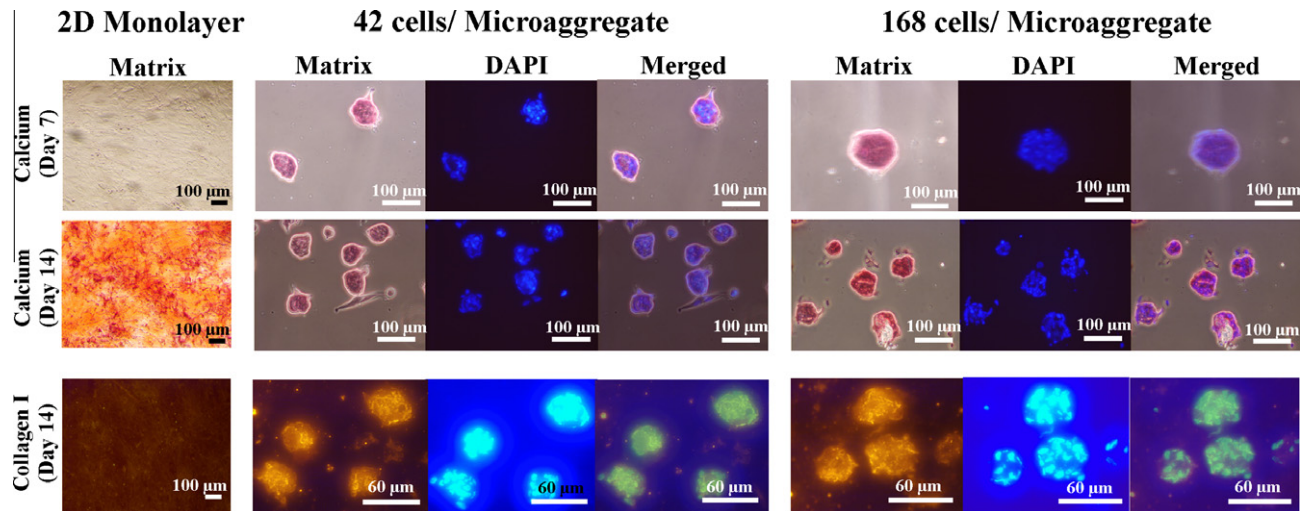 2D Monolayer
42 cells/ Microaggregate
168 cells/ Microaggregate
Matrix
Matrix
DAPI
Merged
Matrix
DAPI
Merged
Calcium
(Day 7)
100 μm
100 μm
100 μm
100 μm
100 μm
100 μm
100 μm
Calcium
(Day 14)
100 μm
100 μm
100 μm
100 μm
100 μm
100 μm
100 μm
Collagen I
(Day 14)
100 μm
60 μm
60 μm
60 μm
60 μm
60 μm
60 μm